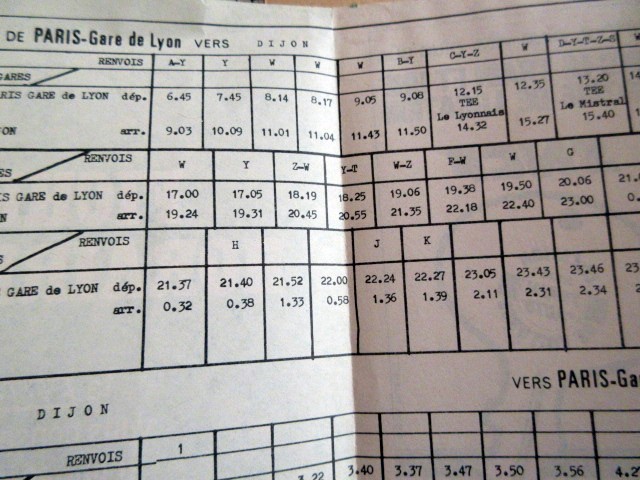 DE PARIS-Gare de Lyon VERS DIJON
RENVOIS A-Y Y W W W B-Y C-Y-Z W D-Y-T-Z-S
GARES
RIS GARE de LYON dép. 6.45 7.45 8.14 8.17 9.05 9.08 12.15 12.35 13.20
TEE TEE
Le Lyonnais Le Mistral
ON arr. 9.03 10.09 11.01 11.04 11.43 11.50 14.32 15.27 15.40
RENVOIS W Y Z-W Y-T W-Z F-W W G
ES
IS GARE de LYON dép. 17.00 17.05 18.19 18.25 19.06 19.38 19.50 20.06
N arr. 19.24 19.31 20.45 20.55 21.35 22.18 22.40 23.00
RENVOIS H J K
S
GARE de LYON dép. 21.37 21.40 21.52 22.00 22.24 22.27 23.05 23.43 23.46
arr. 0.32 0.38 1.33 0.58 1.36 1.39 2.11 2.31 2.34
VERS PARIS-Ga
DIJON
RENVOIS 1
3.22 3.40 3.37 3.47 3.50 3.56